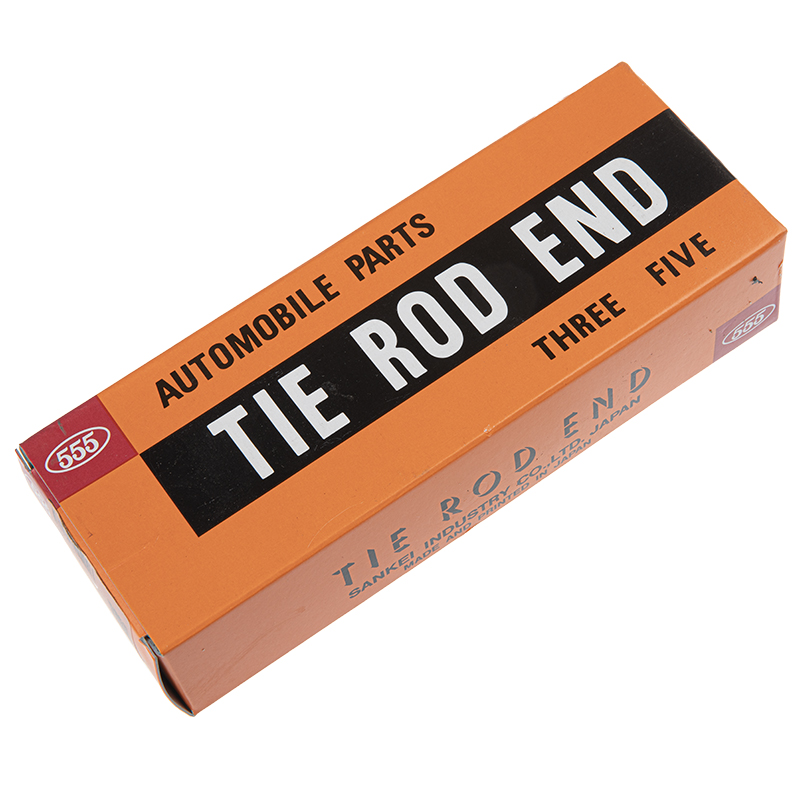 AUTOMOBILE PARTS
TIE ROD END
THREE FIVE
555
555
TIE ROD END
SANKEI INDUSTRY CO.,LTD. JAPAN
MADE AND PRINTED IN JAPAN